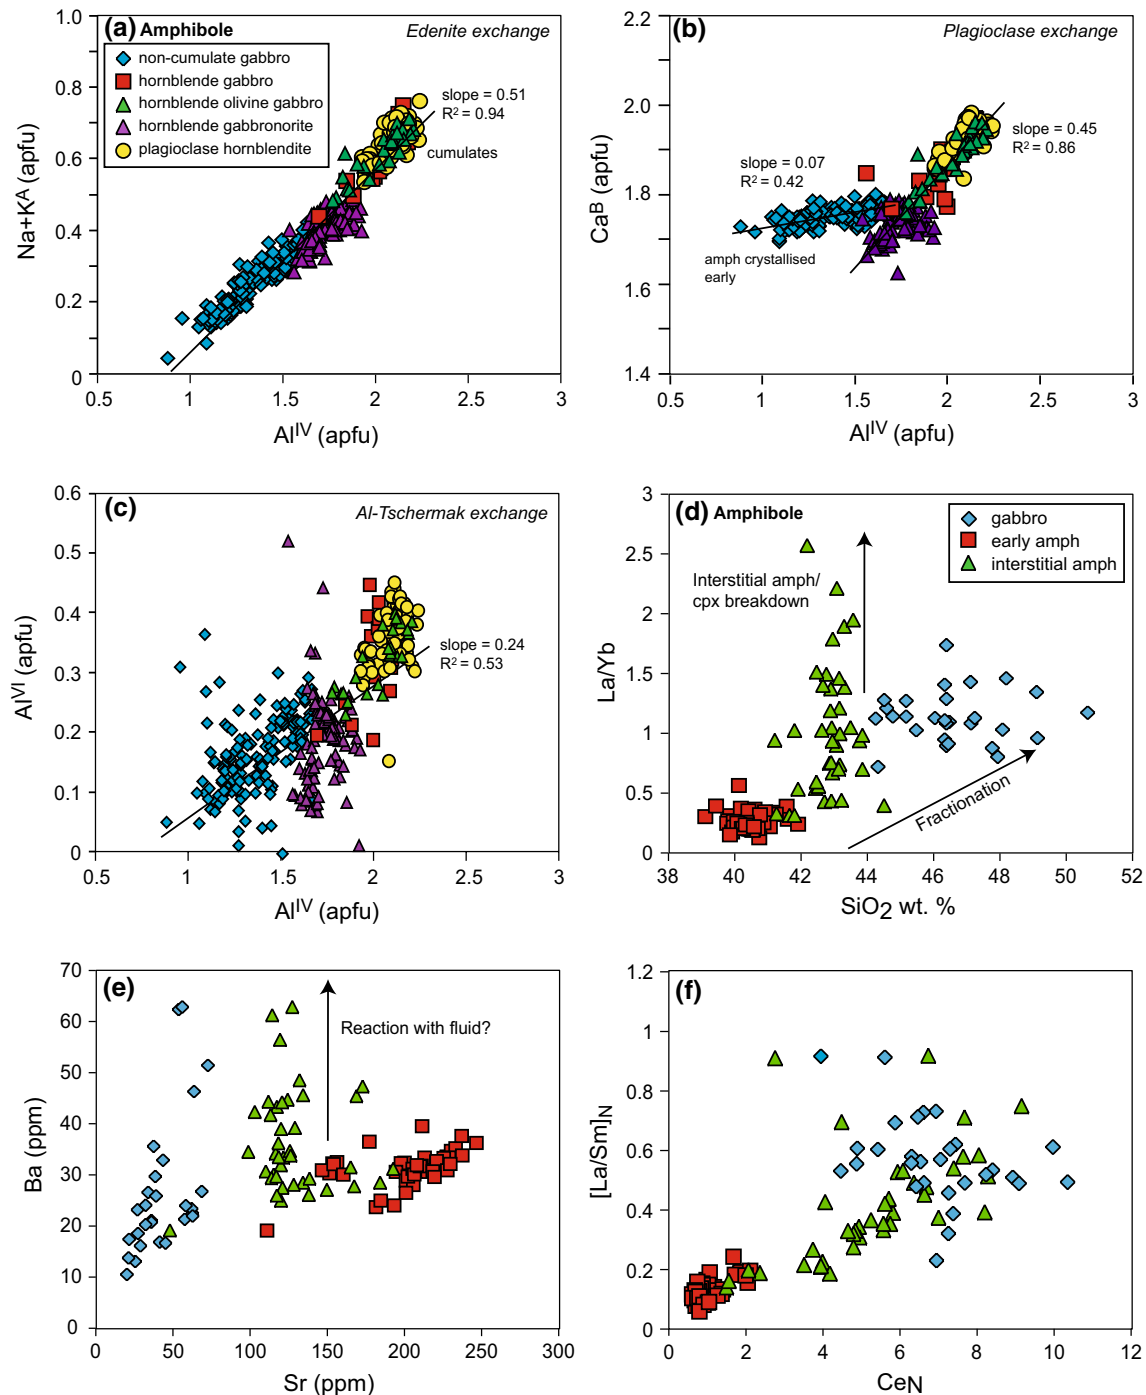 (a) Amphibole
Edenite exchange
non-cumulate gabbro
hornblende gabbro
hornblende olivine gabbro
hornblende gabbronorite
plagioclase hornblendite
slope = 0.51
R² = 0.94
cumulates
Na+Kᴬ (apfu)
1.0
0.8
0.6
0.4
0.2
0
0.5 1 1.5 2 2.5 3
Alᴵⱽ (apfu)
(b)
Plagioclase exchange
slope = 0.07
R² = 0.42
slope = 0.45
R² = 0.86
amph crystallised
early
Caᴮ (apfu)
2.2
2.0
1.8
1.6
1.4
0.5 1 1.5 2 2.5 3
Alᴵⱽ (apfu)
(c)
Al-Tschermak exchange
slope = 0.24
R² = 0.53
Alⱽᴵ (apfu)
0.6
0.5
0.4
0.3
0.2
0.1
0
0.5 1 1.5 2 2.5 3
Alᴵⱽ (apfu)
(d) Amphibole
gabbro
early amph
interstitial amph
Interstitial amph/
cpx breakdown
Fractionation
La/Yb
3
2.5
2
1.5
1
0.5
0
38 40 42 44 46 48 50 52
SiO₂ wt. %
(e)
Reaction with fluid?
Ba (ppm)
70
60
50
40
30
20
10
0
0 50 100 150 200 250 300
Sr (ppm)
(f)
[La/Sm]N
1.2
1
0.8
0.6
0.4
0.2
0
0 2 4 6 8 10 12
CeN